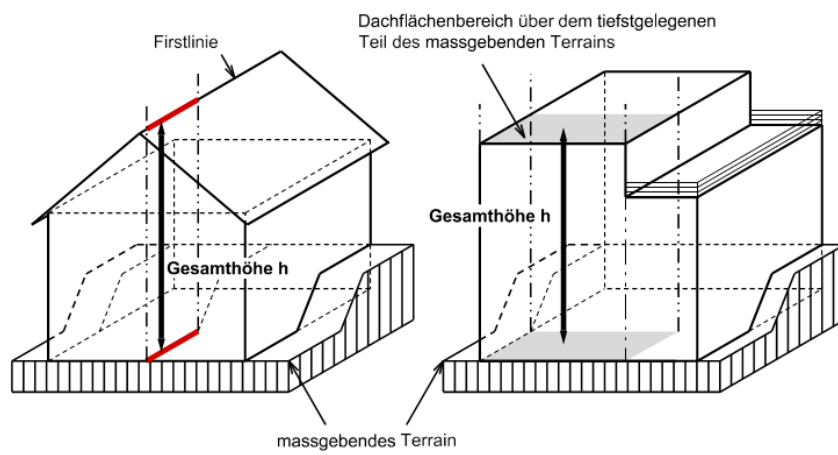 Firstlinie
Dachflächenbereich über dem tiefstgelegenen
Teil des massgebenden Terrains
Gesamthöhe h
Gesamthöhe h
massgebendes Terrain